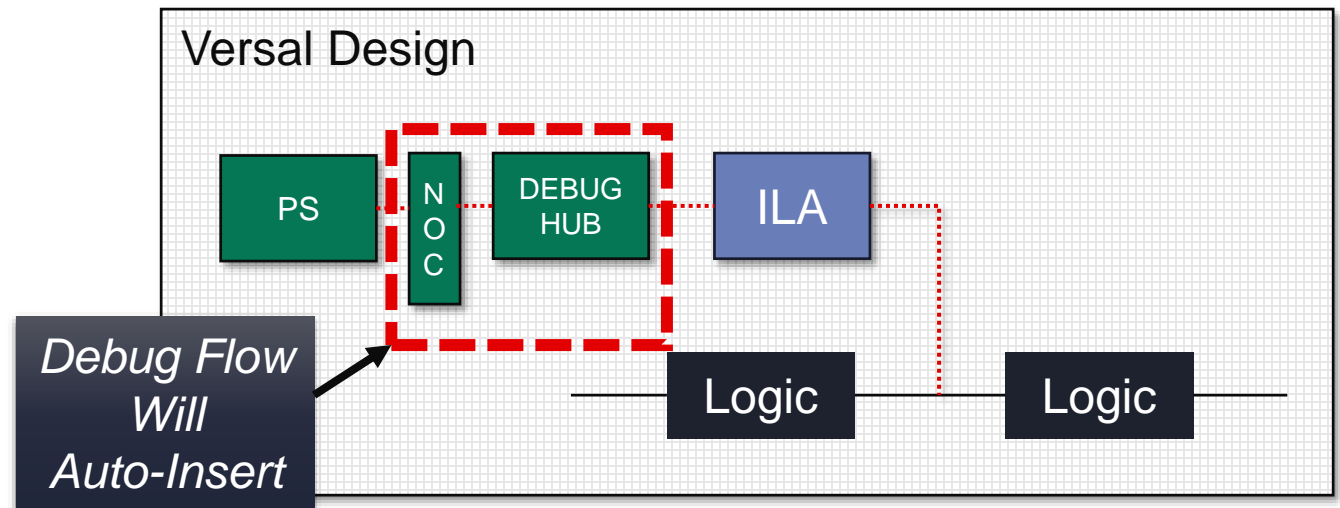 Versal Design
PS
N
O
C
DEBUG
HUB
ILA
Debug Flow
Will
Auto-Insert
Logic
Logic